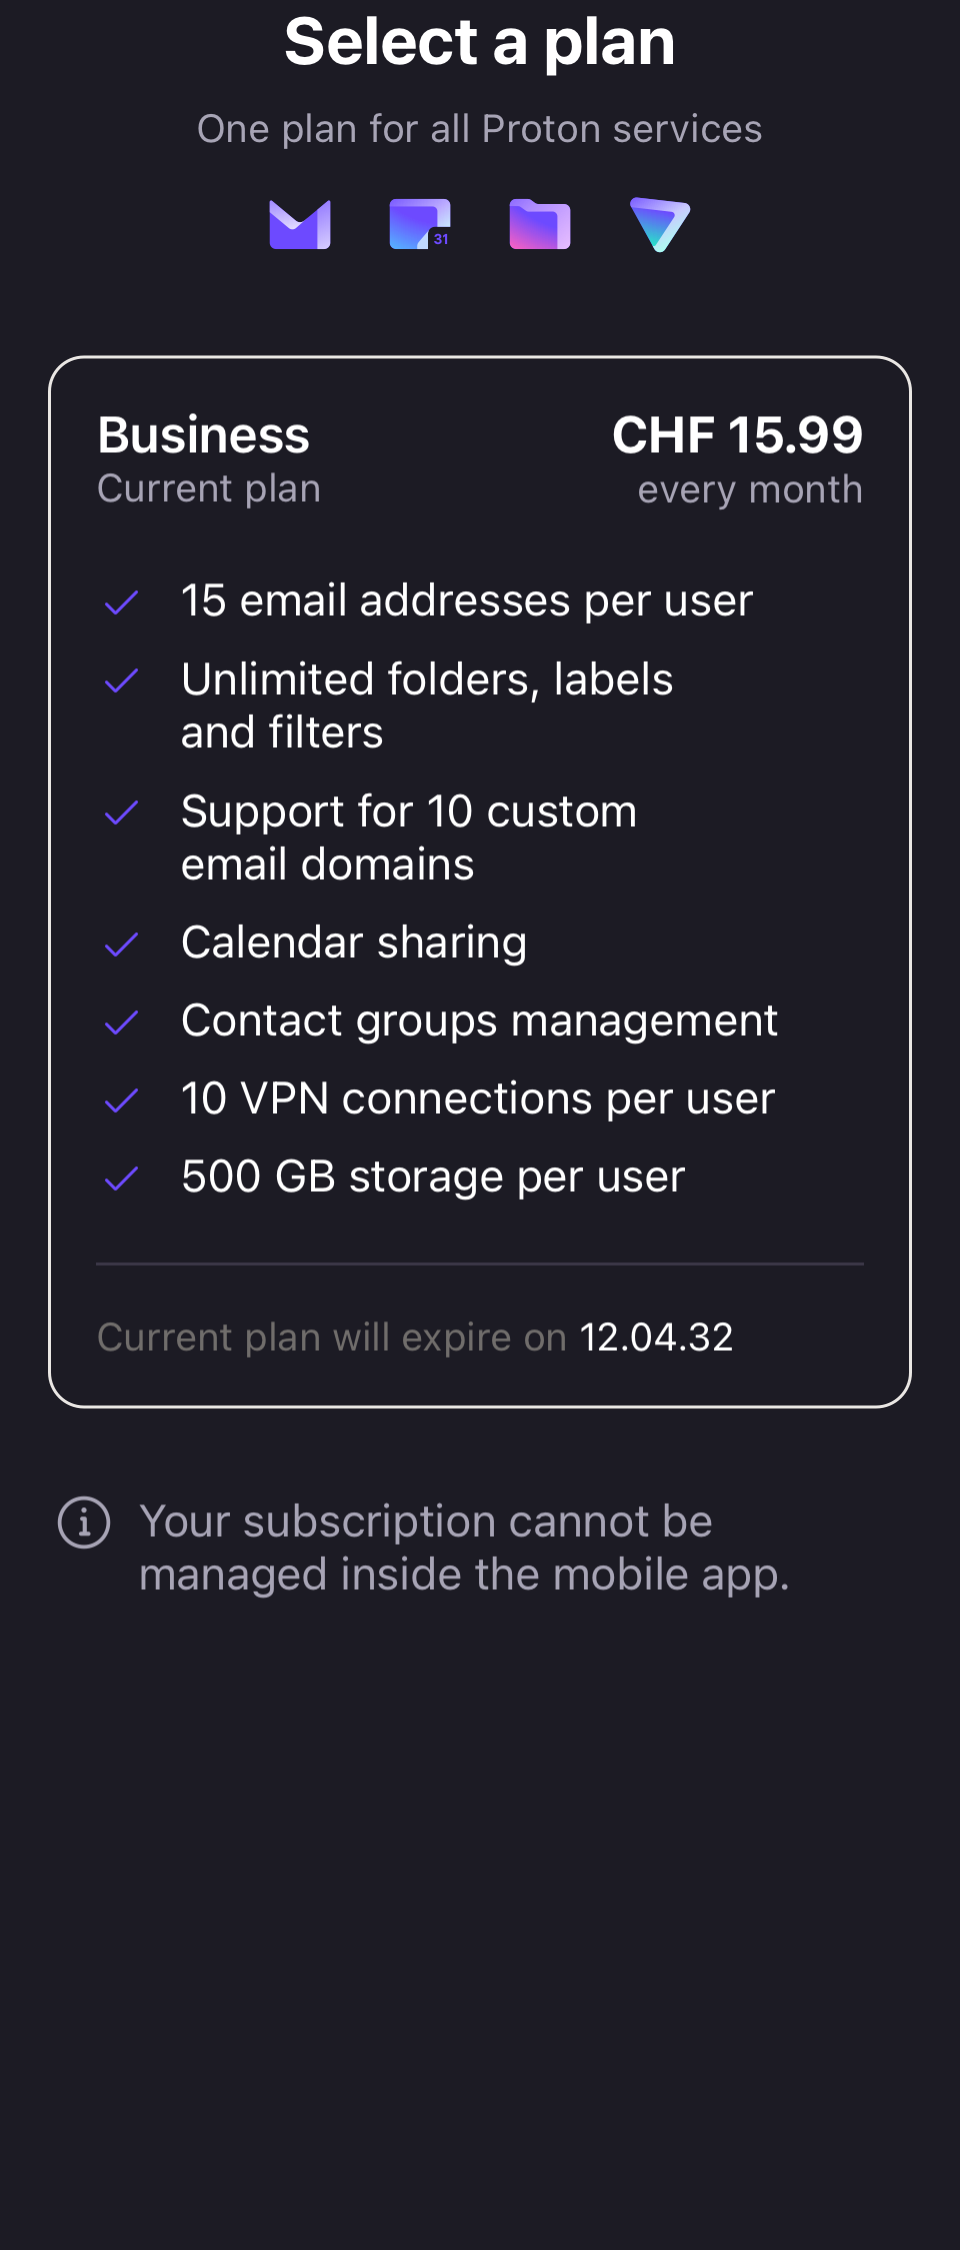 Select a plan
One plan for all Proton services
31
Business
CHF 15.99
Current plan
every month
15 email addresses per user
Unlimited folders, labels
and filters
Support for 10 custom
email domains
Calendar sharing
Contact groups management
10 VPN connections per user
500 GB storage per user
Current plan will expire on 12.04.32
Your subscription cannot be
managed inside the mobile app.